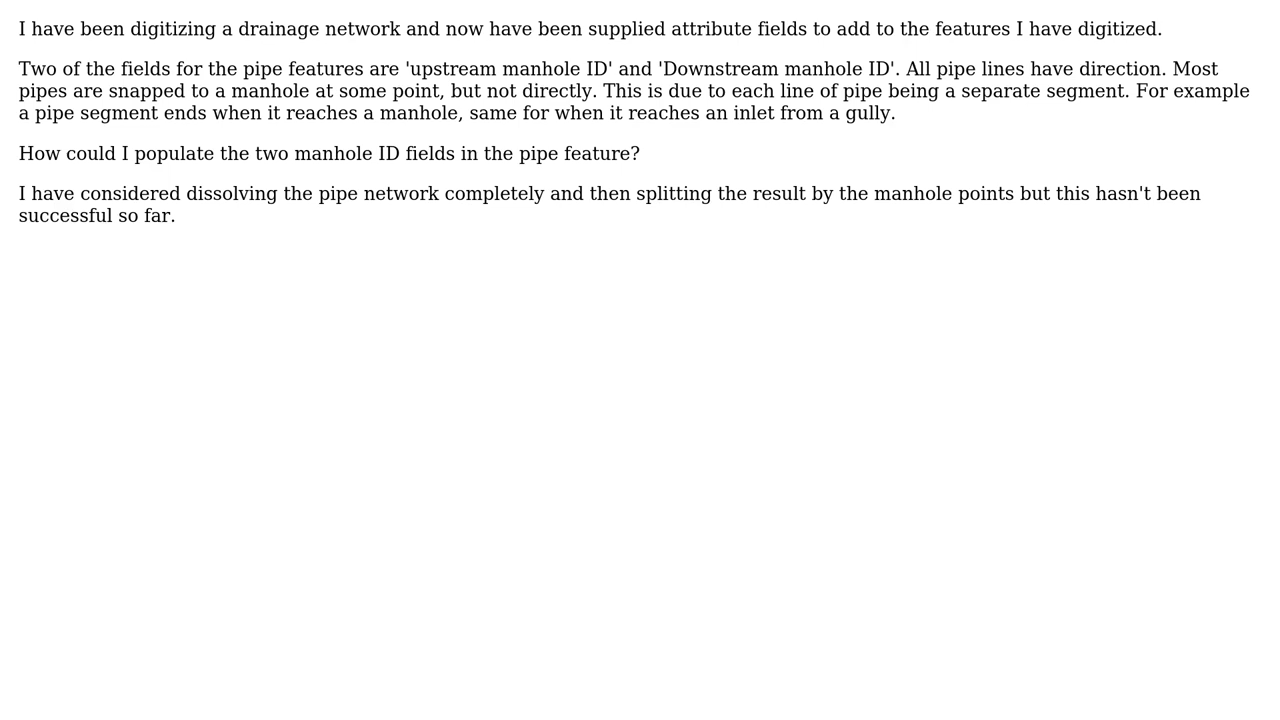 I have been digitizing a drainage network and now have been supplied attribute fields to add to the features I have digitized.
Two of the fields for the pipe features are 'upstream manhole ID' and 'Downstream manhole ID'. All pipe lines have direction. Most
pipes are snapped to a manhole at some point, but not directly. This is due to each line of pipe being a separate segment. For example
a pipe segment ends when it reaches a manhole, same for when it reaches an inlet from a gully.
How could I populate the two manhole ID fields in the pipe feature?
I have considered dissolving the pipe network completely and then splitting the result by the manhole points but this hasn't been
successful so far.